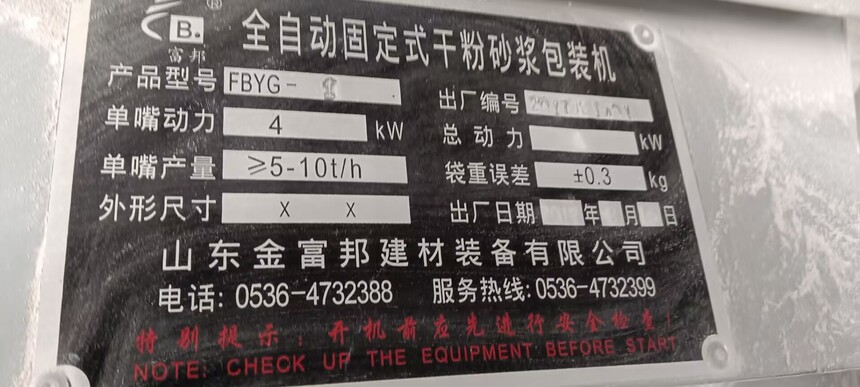 B. ®
富邦
全自动固定式干粉砂浆包装机
产品型号 FBYG-
出厂编号
单嘴动力 4 kW
总动力 kW
单嘴产量 ≥5-10t/h
袋重误差 ±0.3 kg
外形尺寸 X X
出厂日期 年 月 日
山东金富邦建材装备有限公司
电话: 0536-4732388 服务热线: 0536-4732399
特别提示: 开机前应先进行安全检查!
NOTE: CHECK UP THE EQUIPMENT BEFORE START